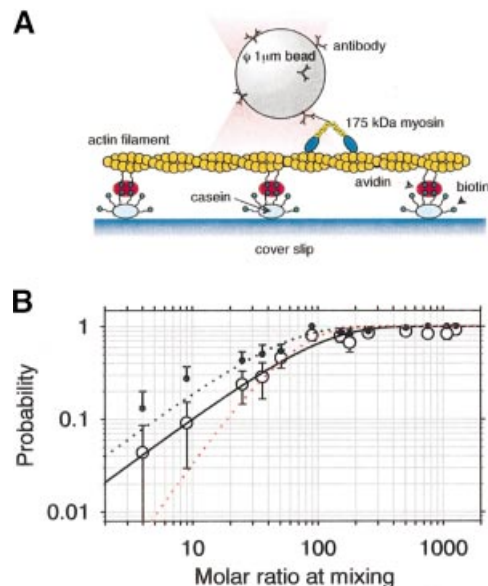 A
φ 1μm bead
antibody
175 kDa myosin
actin filament
avidin
biotin
casein
cover slip
B
Probability
1
0.1
0.01
10
100
1000
Molar ratio at mixing